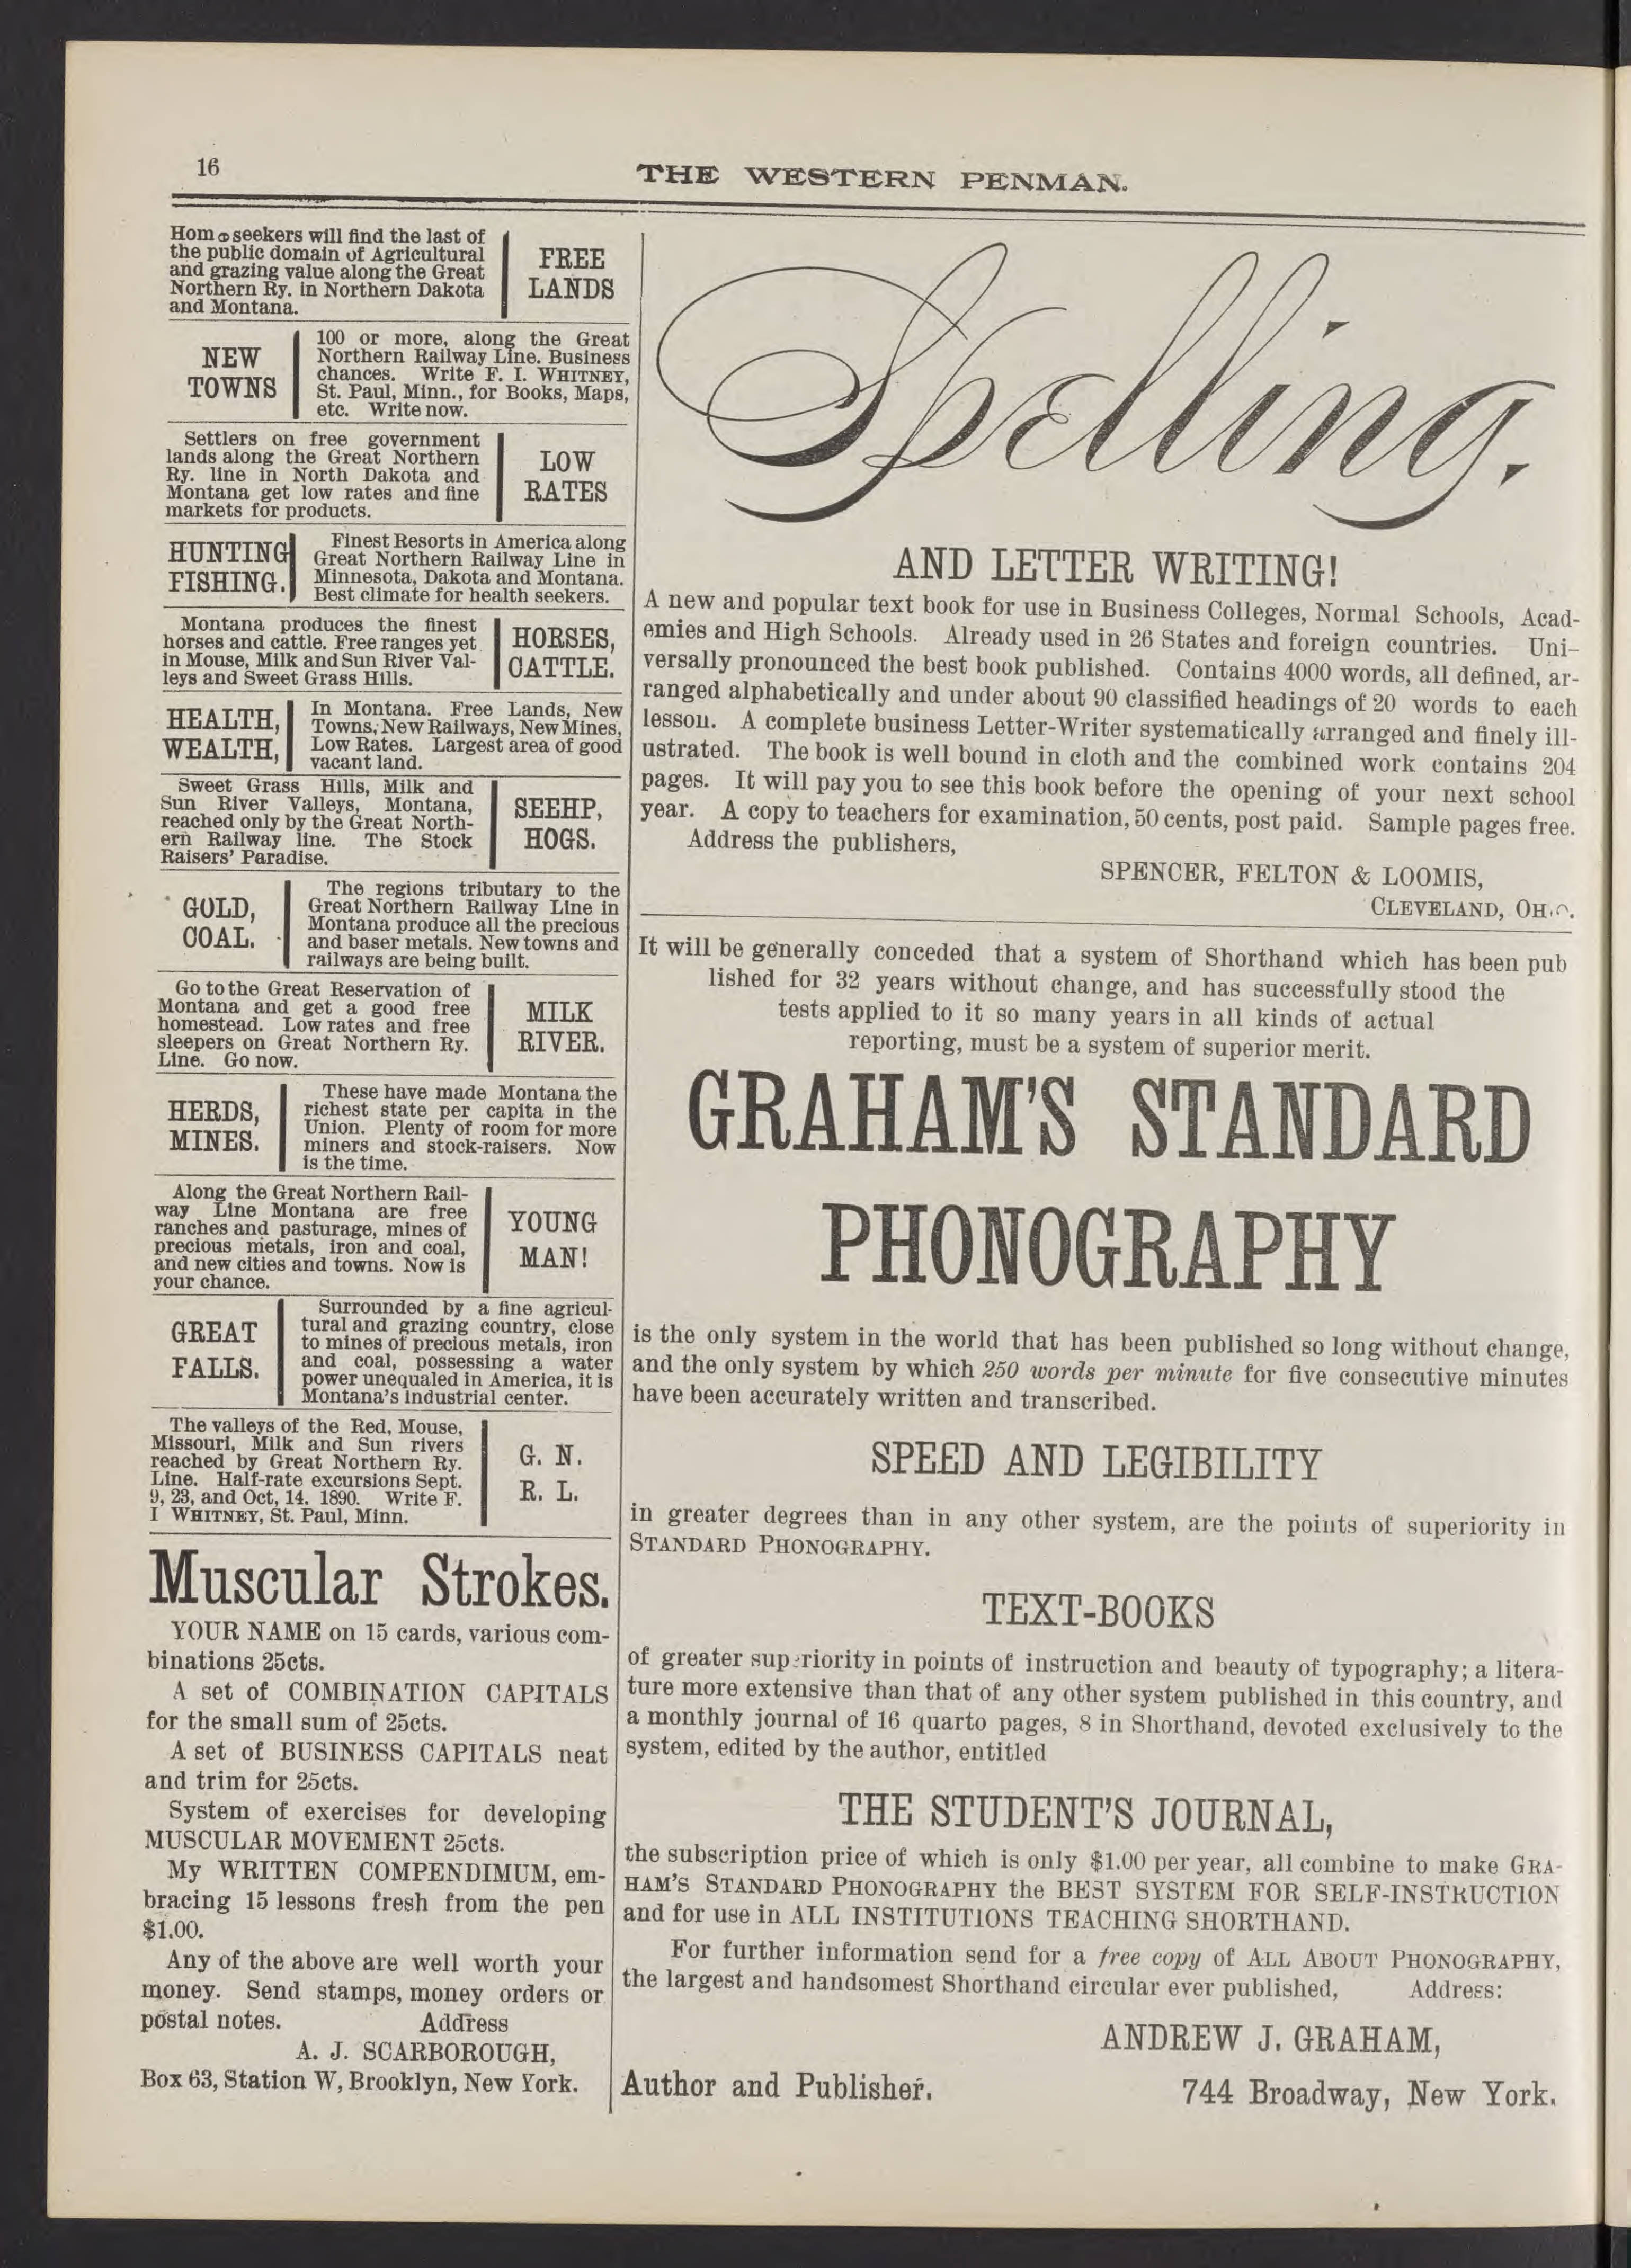 16
THE WESTERN PENMAN.
Homeseekers will find the last of
the public domain of Agricultural
and grazing value along the Great
Northern Ry. in Northern Dakota
and Montana.
FREE
LANDS
NEW
TOWNS
100 or more, along the Great
Northern Railway Line. Business
chances. Write F. I. WHITNEY,
St. Paul, Minn., for Books, Maps,
etc. Write now.
Settlers on free government
lands along the Great Northern
Ry. line in North Dakota and
Montana get low rates and fine
markets for products.
LOW
RATES
HUNTING
FISHING.
Finest Resorts in America along
Great Northern Railway Line in
Minnesota, Dakota and Montana.
Best climate for health seekers.
Montana produces the finest
horses and cattle. Free ranges yet
in Mouse, Milk and Sun River Val-
leys and Sweet Grass Hills.
HORSES,
CATTLE.
HEALTH,
WEALTH,
In Montana. Free Lands, New
Towns, New Railways, New Mines,
Low Rates. Largest area of good
vacant land.
Sweet Grass Hills, Milk and
Sun River Valleys, Montana,
reached only by the Great North-
ern Railway line. The Stock
Raisers' Paradise.
SEEHP,
HOGS.
GOLD,
COAL.
The regions tributary to the
Great Northern Railway Line in
Montana produce all the precious
and baser metals. New towns and
railways are being built.
Go to the Great Reservation of
Montana and get a good free
homestead. Low rates and free
sleepers on Great Northern Ry.
Line. Go now.
MILK
RIVER.
HERDS,
MINES.
These have made Montana the
richest state per capita in the
Union. Plenty of room for more
miners and stock-raisers. Now
is the time.
Along the Great Northern Rail-
way Line Montana are free
ranches and pasturage, mines of
precious metals, iron and coal,
and new cities and towns. Now is
your chance.
YOUNG
MAN!
GREAT
FALLS.
Surrounded by a fine agricul-
tural and grazing country, close
to mines of precious metals, iron
and coal, possessing a water
power unequaled in America, it is
Montana's industrial center.
The valleys of the Red, Mouse,
Missouri, Milk and Sun rivers
reached by Great Northern Ry.
Line. Half-rate excursions Sept.
9, 23, and Oct, 14. 1890. Write F.
I WHITNEY, St. Paul, Minn.
G. N.
R. L.
Muscular Strokes.
YOUR NAME on 15 cards, various com-
binations 25cts.
A set of COMBINATION CAPITALS
for the small sum of 25cts.
A set of BUSINESS CAPITALS neat
and trim for 25cts.
System of exercises for developing
MUSCULAR MOVEMENT 25cts.
My WRITTEN COMPENDIMUM, em-
bracing 15 lessons fresh from the pen
$1.00.
Any of the above are well worth your
money. Send stamps, money orders or
postal notes. Address
A. J. SCARBOROUGH,
Box 63, Station W, Brooklyn, New York.
Spelling.
AND LETTER WRITING!
A new and popular text book for use in Business Colleges, Normal Schools, Acad-
emies and High Schools. Already used in 26 States and foreign countries. Uni-
versally pronounced the best book published. Contains 4000 words, all defined, ar-
ranged alphabetically and under about 90 classified headings of 20 words to each
lesson. A complete business Letter-Writer systematically arranged and finely ill-
ustrated. The book is well bound in cloth and the combined work contains 204
pages. It will pay you to see this book before the opening of your next school
year. A copy to teachers for examination, 50 cents, post paid. Sample pages free.
Address the publishers,
SPENCER, FELTON & LOOMIS,
CLEVELAND, OHIO.
It will be generally conceded that a system of Shorthand which has been pub
lished for 32 years without change, and has successfully stood the
tests applied to it so many years in all kinds of actual
reporting, must be a system of superior merit.
GRAHAM'S STANDARD
PHONOGRAPHY
is the only system in the world that has been published so long without change,
and the only system by which 250 words per minute for five consecutive minutes
have been accurately written and transcribed.
SPEED AND LEGIBILITY
in greater degrees than in any other system, are the points of superiority in
STANDARD PHONOGRAPHY.
TEXT-BOOKS
of greater superiority in points of instruction and beauty of typography; a litera-
ture more extensive than that of any other system published in this country, and
a monthly journal of 16 quarto pages, 8 in Shorthand, devoted exclusively to the
system, edited by the author, entitled
THE STUDENT'S JOURNAL,
the subscription price of which is only $1.00 per year, all combine to make GRA-
HAM'S STANDARD PHONOGRAPHY the BEST SYSTEM FOR SELF-INSTRUCTION
and for use in ALL INSTITUTIONS TEACHING SHORTHAND.
For further information send for a free copy of ALL ABOUT PHONOGRAPHY,
the largest and handsomest Shorthand circular ever published, Address:
ANDREW J. GRAHAM,
Author and Publisher. 744 Broadway, New York.